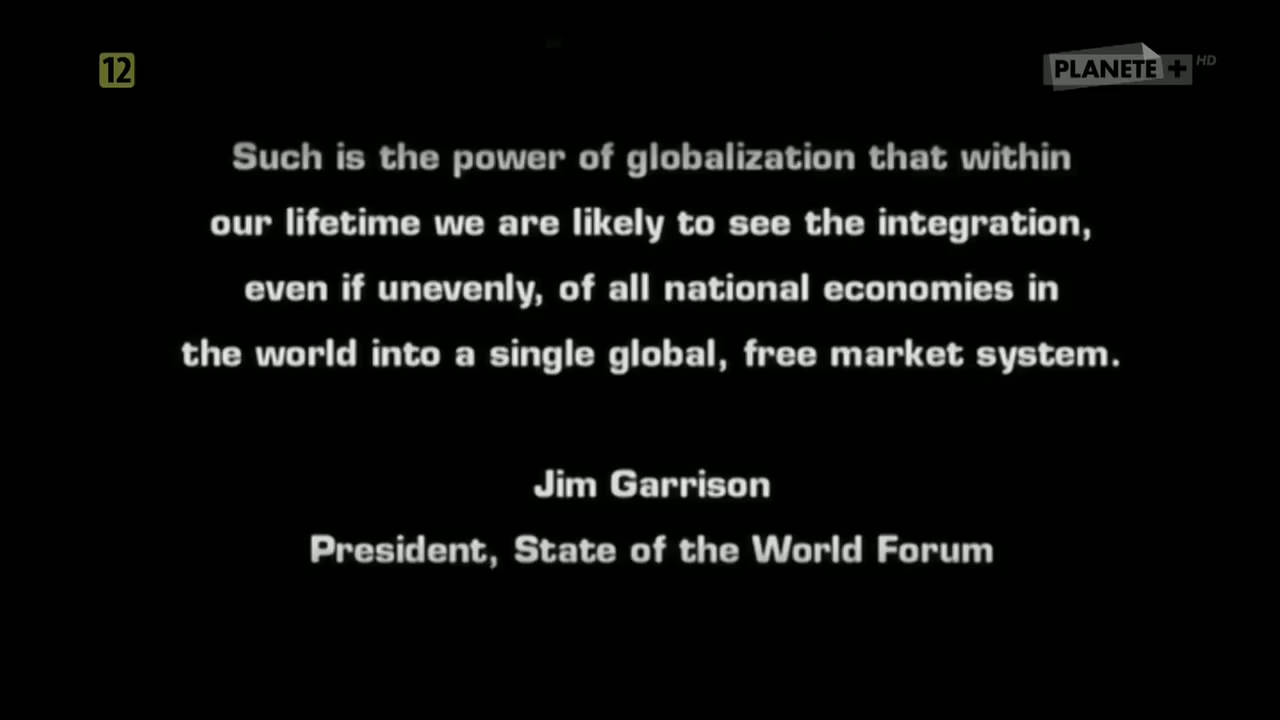 12
PLANETE + HD
Such is the power of globalization that within
our lifetime we are likely to see the integration,
even if unevenly, of all national economies in
the world into a single global, free market system.
Jim Garrison
President, State of the World Forum